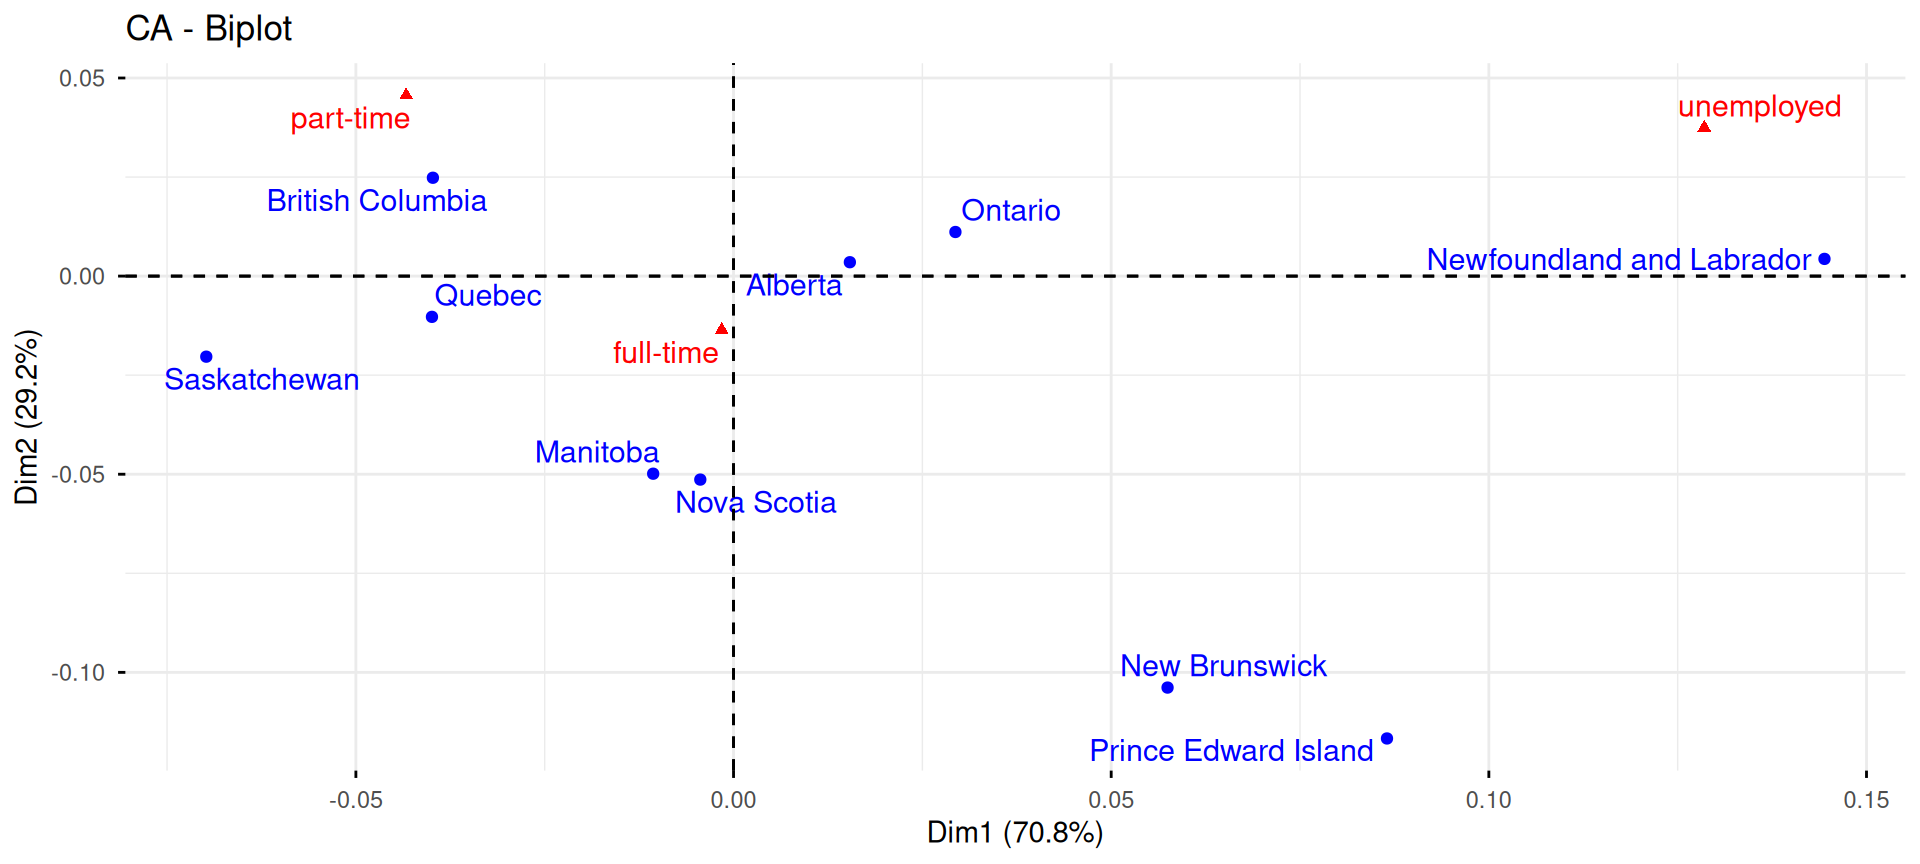 CA - Biplot
0.05
part-time
unemployed
British Columbia
Ontario
0.00
Newfoundland and Labrador
Alberta
Quebec
full-time
Saskatchewan
Manitoba
-0.05
Nova Scotia
New Brunswick
-0.10
Prince Edward Island
Dim2 (29.2%)
-0.05
0.00
0.05
0.10
0.15
Dim1 (70.8%)